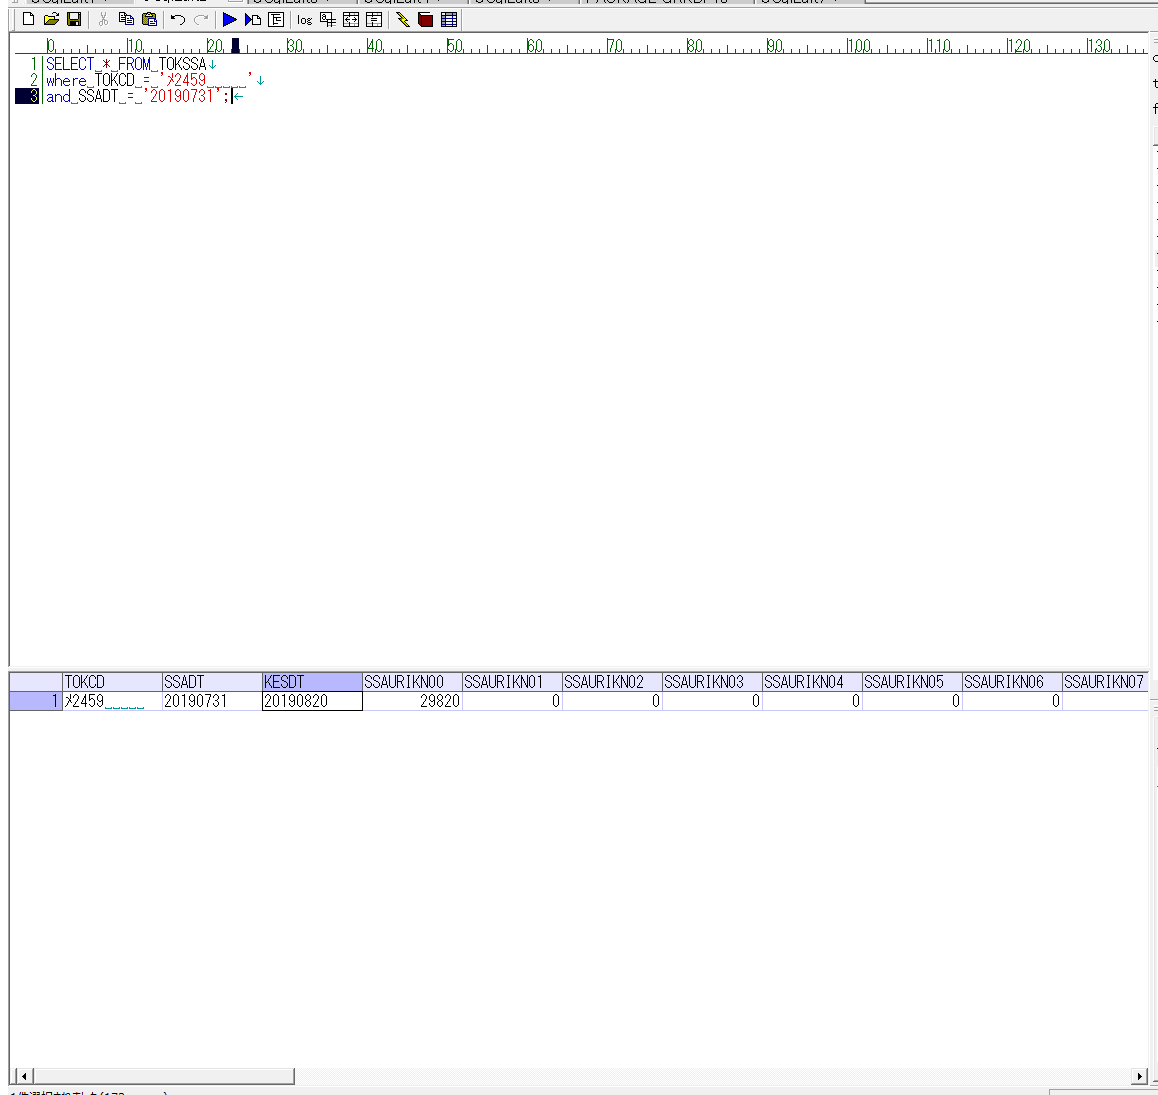 log
0 10 20 30 40 50 60 70 80 90 100 110 120 130
1 SELECT * FROM TOKSSA↓
2 where TOKCD = 'ﾒ2459     ' ↓
3 and SSADT = '20190731';←
TOKCD SSADT KESDT SSAURIKN00 SSAURIKN01 SSAURIKN02 SSAURIKN03 SSAURIKN04 SSAURIKN05 SSAURIKN06 SSAURIKN07
1 ﾒ2459 20190731 20190820 29820 0 0 0 0 0 0